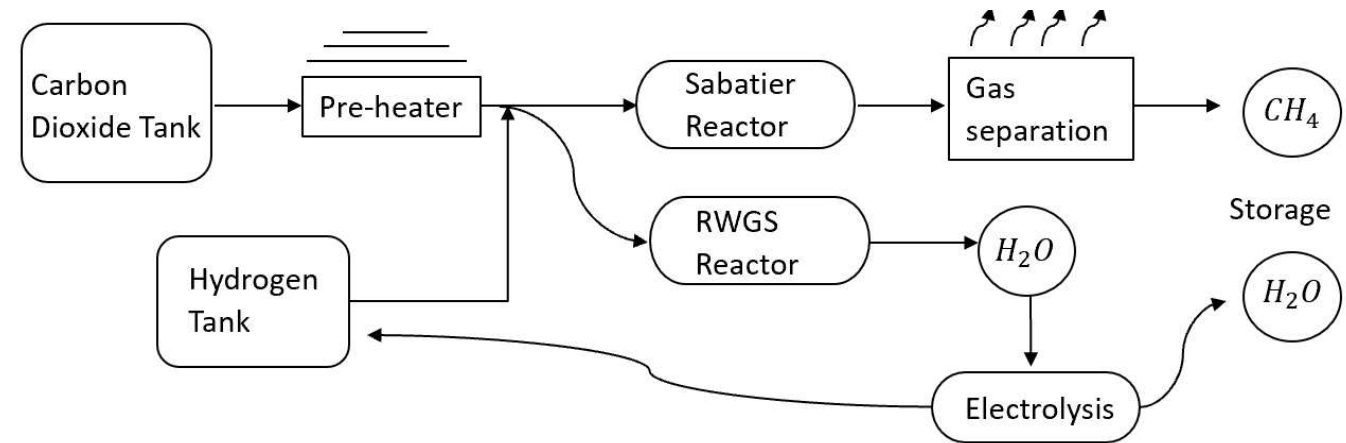 Carbon
Dioxide Tank
Pre-heater
Sabatier
Reactor
Gas
separation
CH₄
Hydrogen
Tank
RWGS
Reactor
H₂O
Storage
H₂O
Electrolysis